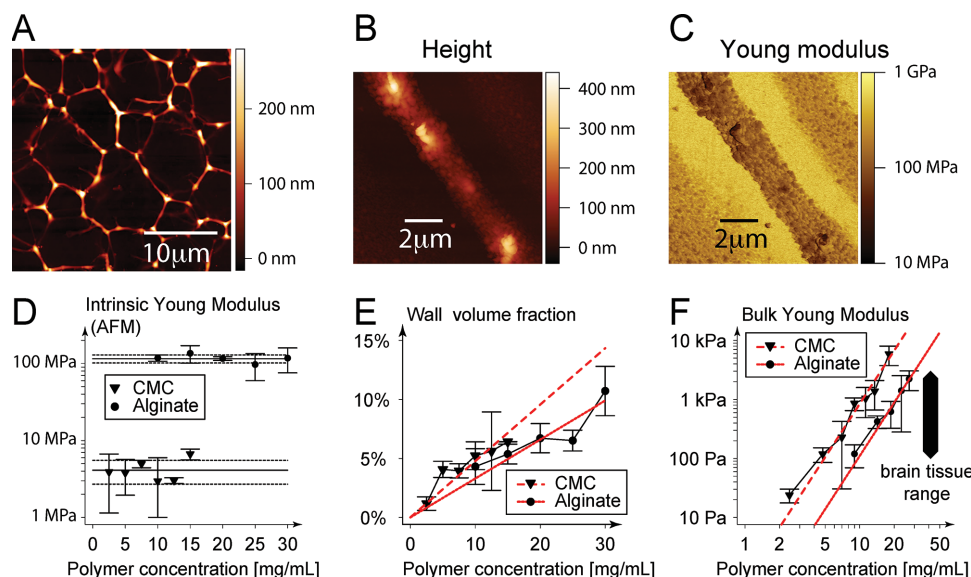 A
200 nm
100 nm
0 nm
10μm
B
Height
400 nm
300 nm
200 nm
100 nm
0 nm
2μm
C
Young modulus
1 GPa
100 MPa
10 MPa
2μm
D
Intrinsic Young Modulus
(AFM)
100 MPa
10 MPa
1 MPa
CMC
Alginate
0
5
10
15
20
25
30
Polymer concentration [mg/mL]
E
Wall volume fraction
15%
10%
5%
0%
CMC
Alginate
0
10
20
30
Polymer concentration [mg/mL]
F
Bulk Young Modulus
10 kPa
1 kPa
100 Pa
10 Pa
CMC
Alginate
brain tissue
range
1
2
5
10
20
50
Polymer concentration [mg/mL]